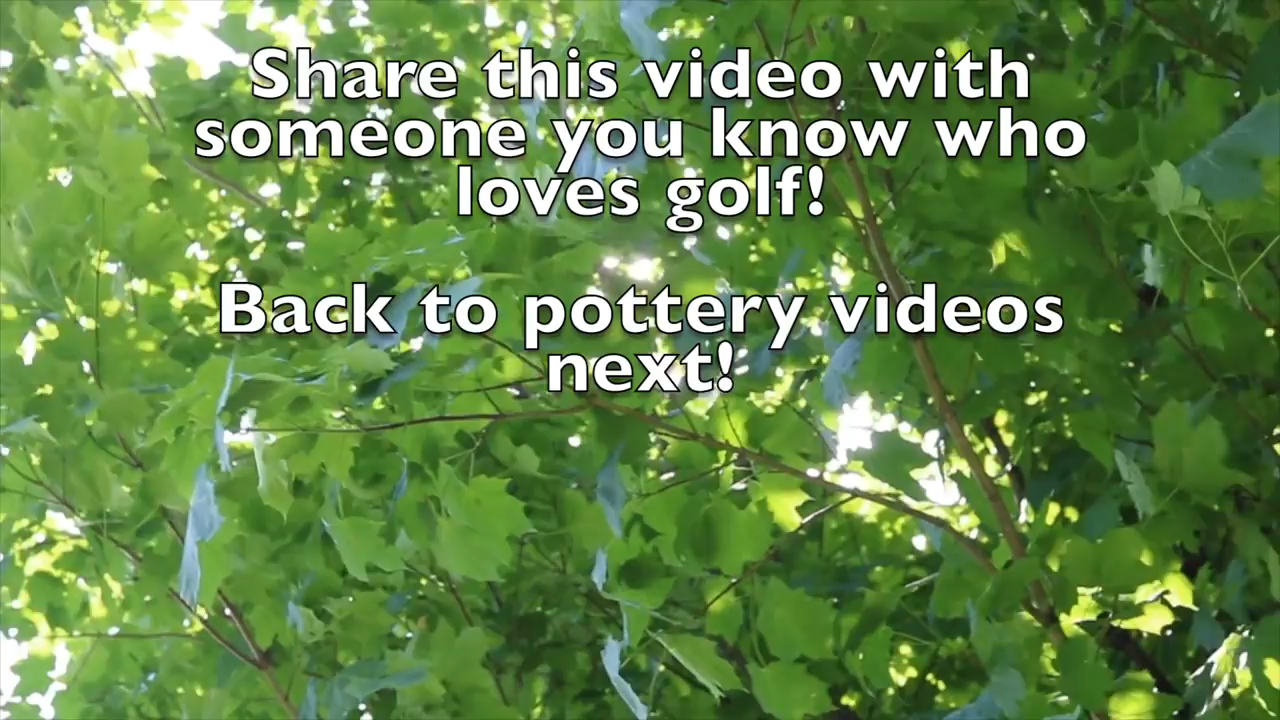 Share this video with
someone you know who
loves golf!
Back to pottery videos
next!